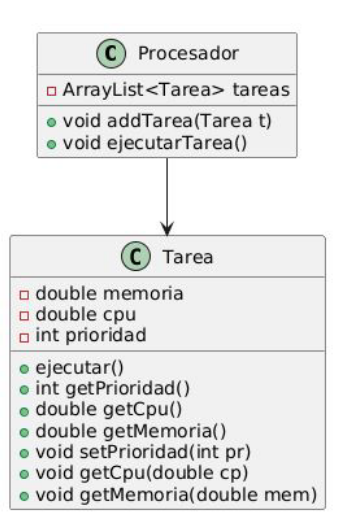 C Procesador
ArrayList<Tarea> tareas
void addTarea(Tarea t)
void ejecutarTarea()
C Tarea
double memoria
double cpu
int prioridad
ejecutar()
int getPrioridad()
double getCpu()
double getMemoria()
void setPrioridad(int pr)
void getCpu(double cp)
void getMemoria(double mem)